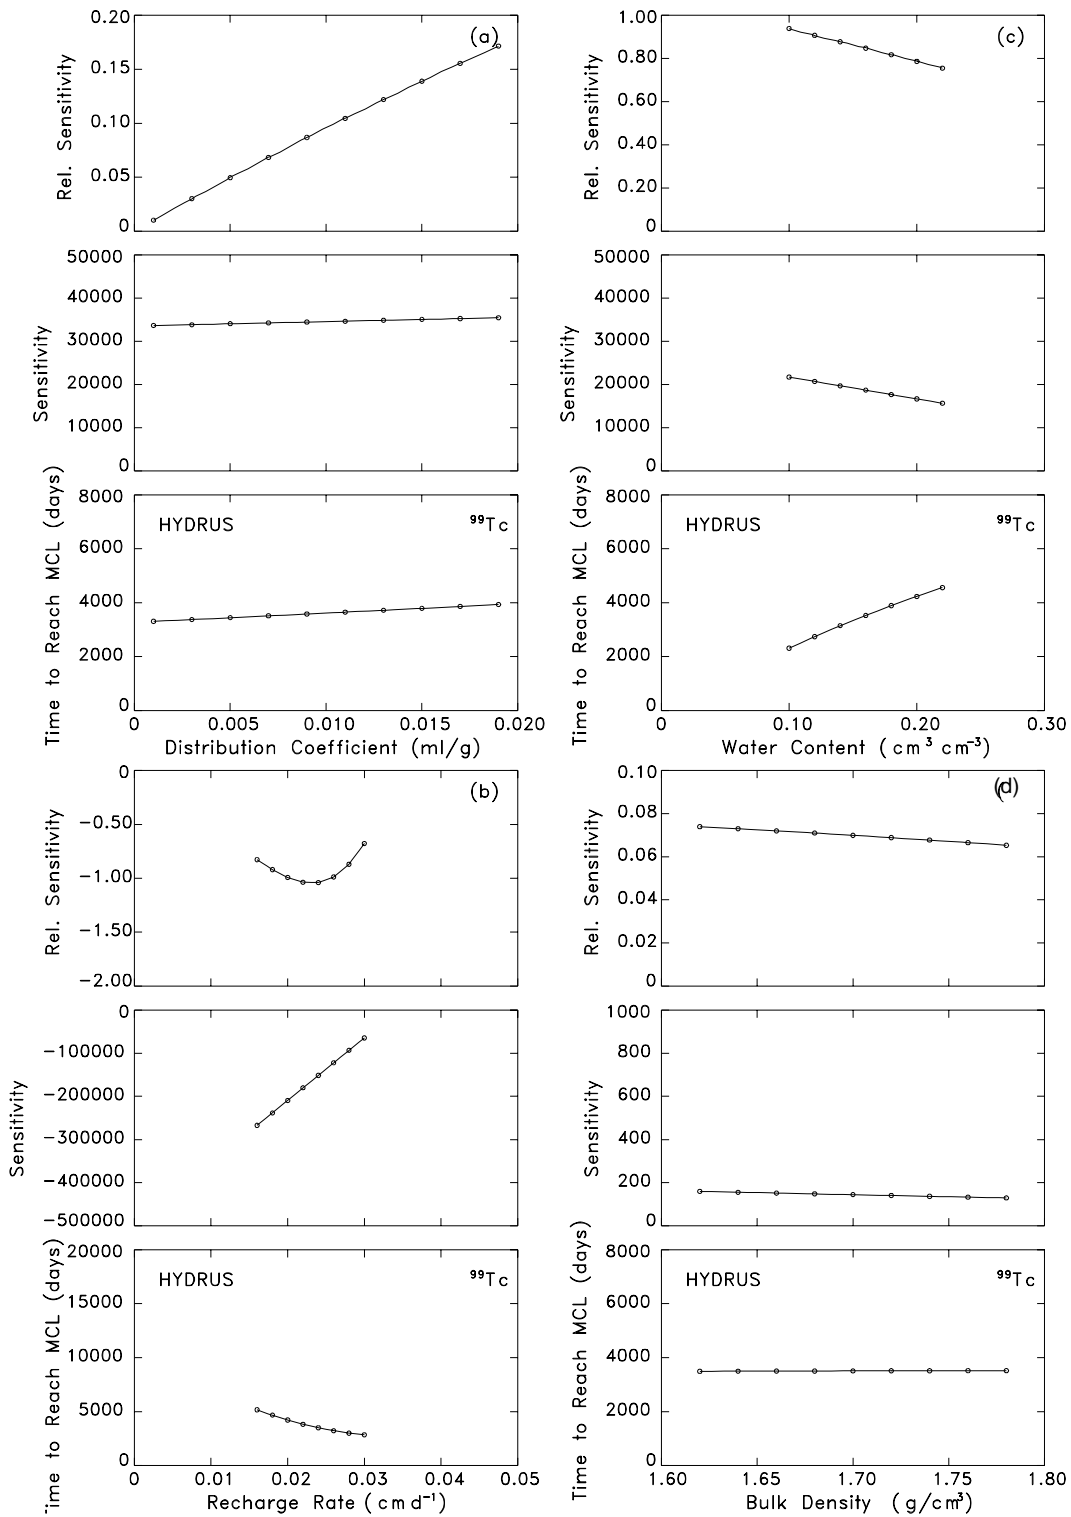 (a)
Rel. Sensitivity
0.20
0.15
0.10
0.05
0
Sensitivity
50000
40000
30000
20000
10000
0
Time to Reach MCL (days)
8000
6000
4000
2000
0
HYDRUS
⁹⁹Tc
0 0.005 0.010 0.015 0.020
Distribution Coefficient (ml/g)
(c)
Rel. Sensitivity
1.00
0.80
0.60
0.40
0.20
0
Sensitivity
50000
40000
30000
20000
10000
0
Time to Reach MCL (days)
8000
6000
4000
2000
0
HYDRUS
⁹⁹Tc
0 0.10 0.20 0.30
Water Content (cm³ cm⁻³)
(b)
Rel. Sensitivity
0
−0.50
−1.00
−1.50
−2.00
Sensitivity
0
−100000
−200000
−300000
−400000
−500000
ime to Reach MCL (days)
20000
15000
10000
5000
0
HYDRUS
⁹⁹Tc
0 0.01 0.02 0.03 0.04 0.05
Recharge Rate (cm d⁻¹)
(d)
Rel. Sensitivity
0.10
0.08
0.06
0.04
0.02
0
Sensitivity
1000
800
600
400
200
0
Time to Reach MCL (days)
8000
6000
4000
2000
0
HYDRUS
⁹⁹Tc
1.60 1.65 1.70 1.75 1.80
Bulk Density (g/cm³)